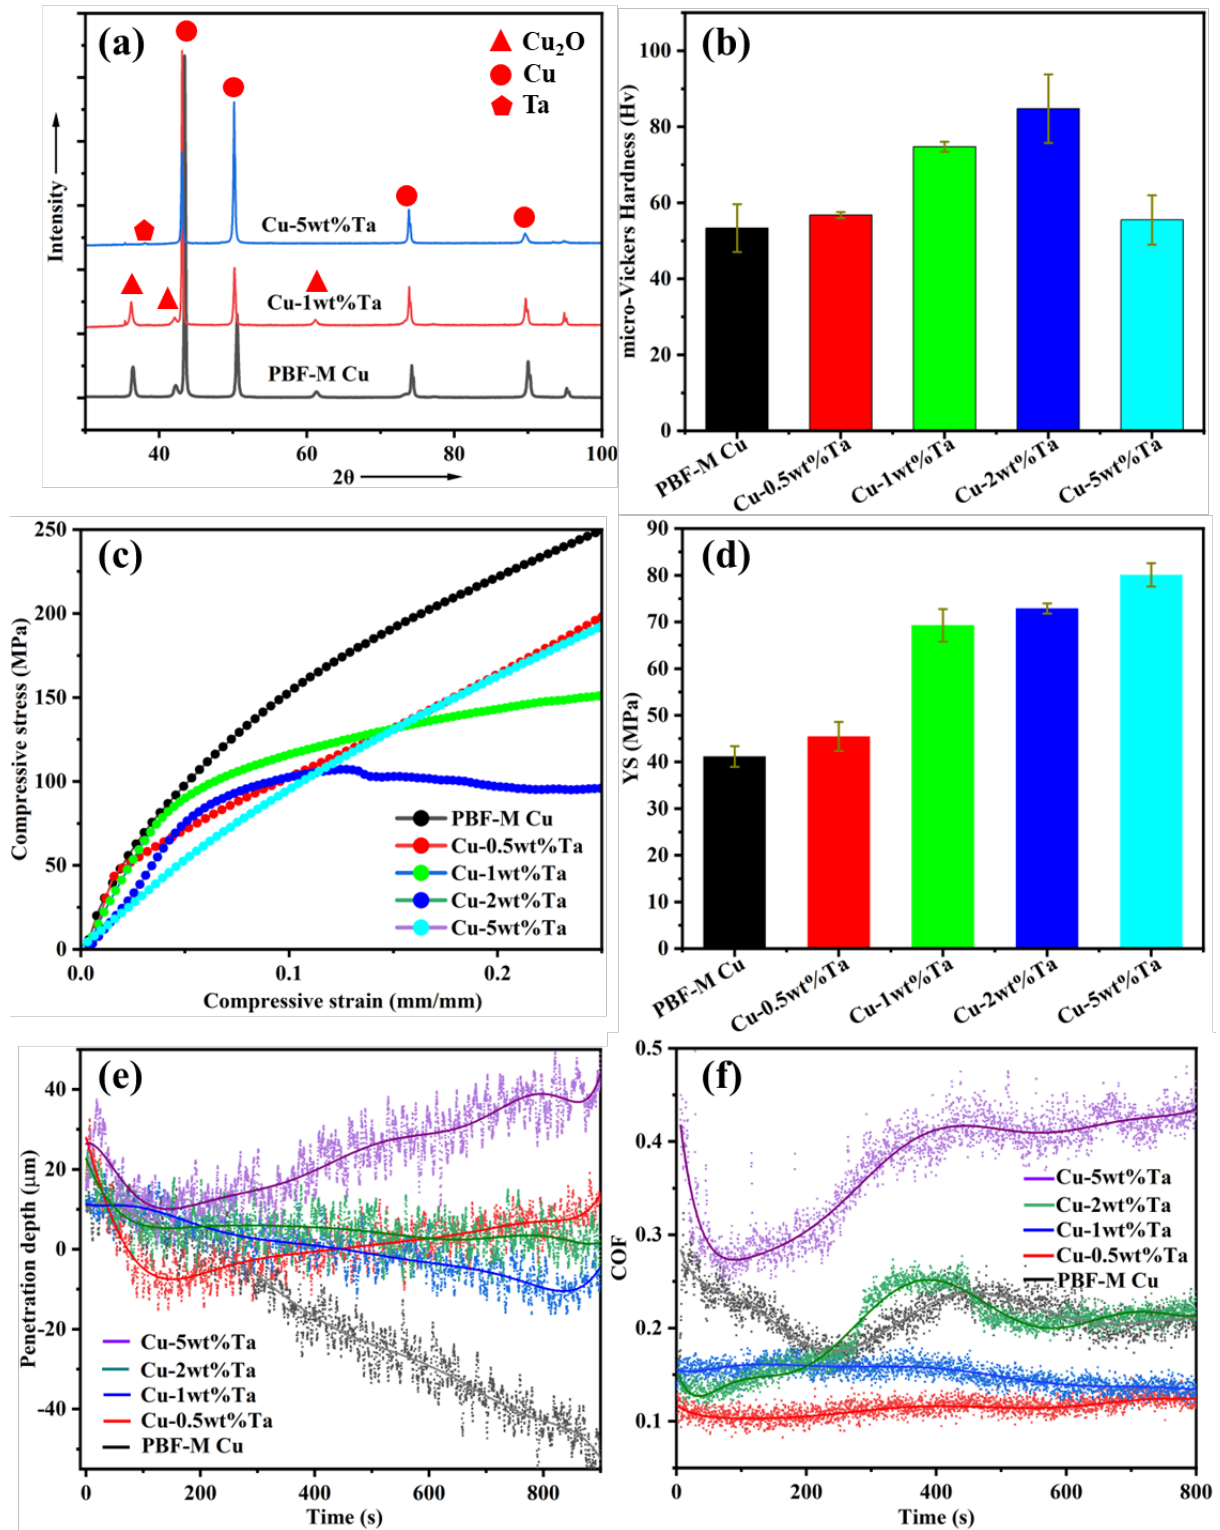 (a)
Cu₂O
Cu
Ta
Intensity
Cu-5wt%Ta
Cu-1wt%Ta
PBF-M Cu
40 60 80 100
2θ
(b)
micro-Vickers Hardness (Hv)
100
80
60
40
20
0
PBF-M Cu
Cu-0.5wt%Ta
Cu-1wt%Ta
Cu-2wt%Ta
Cu-5wt%Ta
(c)
Compressive stress (MPa)
250
200
150
100
50
0
PBF-M Cu
Cu-0.5wt%Ta
Cu-1wt%Ta
Cu-2wt%Ta
Cu-5wt%Ta
0.0 0.1 0.2
Compressive strain (mm/mm)
(d)
YS (MPa)
90
80
70
60
50
40
30
20
10
0
PBF-M Cu
Cu-0.5wt%Ta
Cu-1wt%Ta
Cu-2wt%Ta
Cu-5wt%Ta
(e)
Penetration depth (μm)
40
20
0
-20
-40
Cu-5wt%Ta
Cu-2wt%Ta
Cu-1wt%Ta
Cu-0.5wt%Ta
PBF-M Cu
0 200 400 600 800
Time (s)
(f)
COF
0.5
0.4
0.3
0.2
0.1
Cu-5wt%Ta
Cu-2wt%Ta
Cu-1wt%Ta
Cu-0.5wt%Ta
PBF-M Cu
0 200 400 600 800
Time (s)